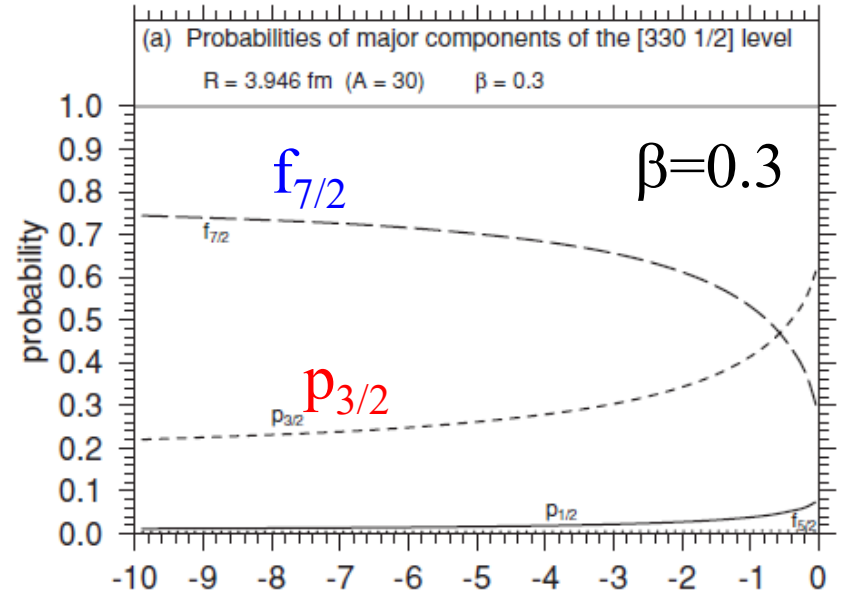 (a) Probabilities of major components of the [330 1/2] level
R = 3.946 fm (A = 30) β = 0.3
1.0
0.9
0.8
0.7
0.6
0.5
0.4
0.3
0.2
0.1
0.0
probability
β=0.3
f7/2
f7/2
p3/2
p3/2
p1/2
f5/2
-10 -9 -8 -7 -6 -5 -4 -3 -2 -1 0